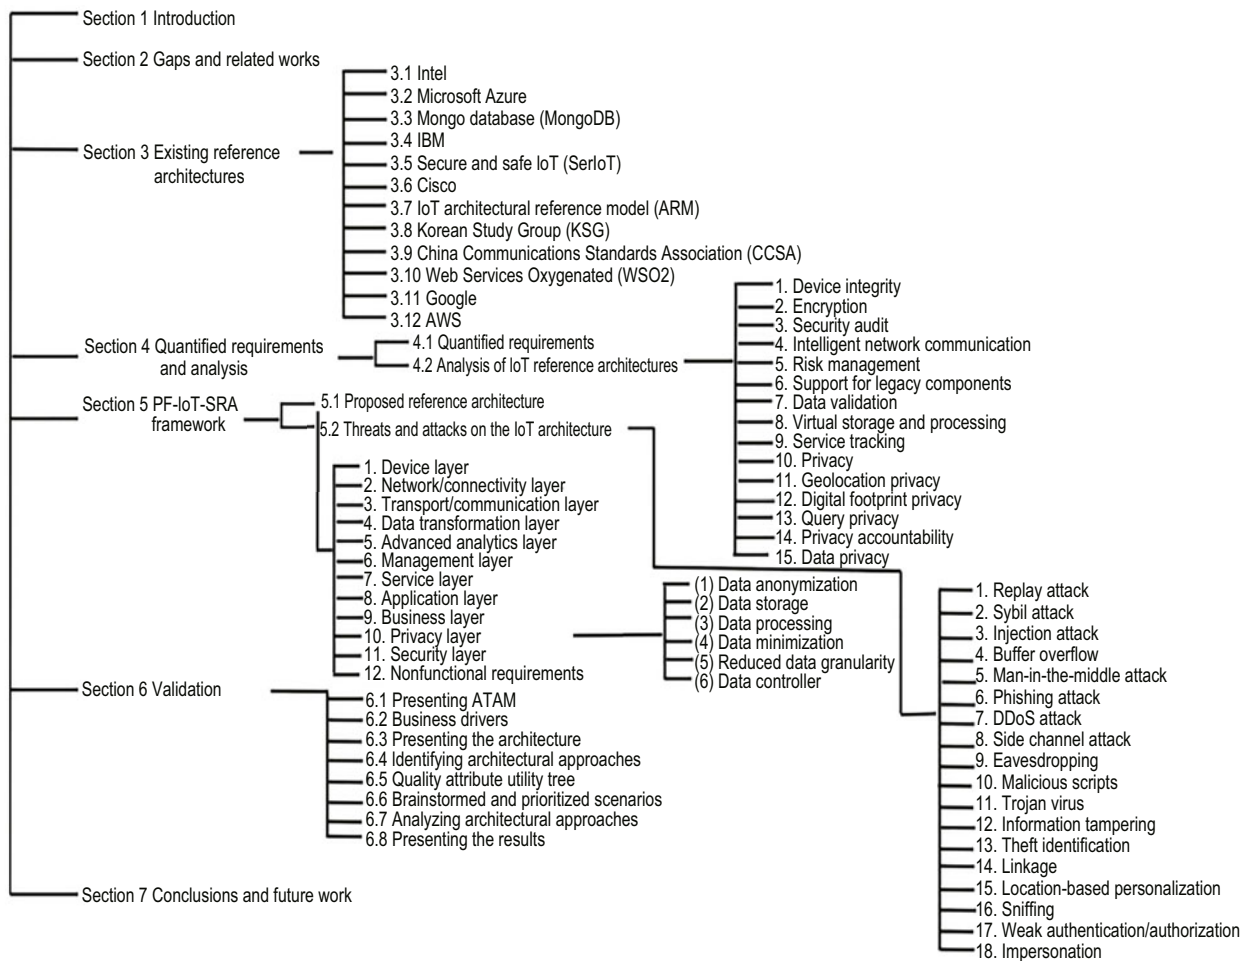 Section 1 Introduction
Section 2 Gaps and related works
Section 3 Existing reference
architectures
3.1 Intel
3.2 Microsoft Azure
3.3 Mongo database (MongoDB)
3.4 IBM
3.5 Secure and safe IoT (SerIoT)
3.6 Cisco
3.7 IoT architectural reference model (ARM)
3.8 Korean Study Group (KSG)
3.9 China Communications Standards Association (CCSA)
3.10 Web Services Oxygenated (WSO2)
3.11 Google
3.12 AWS
Section 4 Quantified requirements
and analysis
4.1 Quantified requirements
4.2 Analysis of IoT reference architectures
1. Device integrity
2. Encryption
3. Security audit
4. Intelligent network communication
5. Risk management
6. Support for legacy components
7. Data validation
8. Virtual storage and processing
9. Service tracking
10. Privacy
11. Geolocation privacy
12. Digital footprint privacy
13. Query privacy
14. Privacy accountability
15. Data privacy
Section 5 PF-IoT-SRA
framework
5.1 Proposed reference architecture
5.2 Threats and attacks on the IoT architecture
1. Device layer
2. Network/connectivity layer
3. Transport/communication layer
4. Data transformation layer
5. Advanced analytics layer
6. Management layer
7. Service layer
8. Application layer
9. Business layer
10. Privacy layer
11. Security layer
12. Nonfunctional requirements
(1) Data anonymization
(2) Data storage
(3) Data processing
(4) Data minimization
(5) Reduced data granularity
(6) Data controller
1. Replay attack
2. Sybil attack
3. Injection attack
4. Buffer overflow
5. Man-in-the-middle attack
6. Phishing attack
7. DDoS attack
8. Side channel attack
9. Eavesdropping
10. Malicious scripts
11. Trojan virus
12. Information tampering
13. Theft identification
14. Linkage
15. Location-based personalization
16. Sniffing
17. Weak authentication/authorization
18. Impersonation
Section 6 Validation
6.1 Presenting ATAM
6.2 Business drivers
6.3 Presenting the architecture
6.4 Identifying architectural approaches
6.5 Quality attribute utility tree
6.6 Brainstormed and prioritized scenarios
6.7 Analyzing architectural approaches
6.8 Presenting the results
Section 7 Conclusions and future work